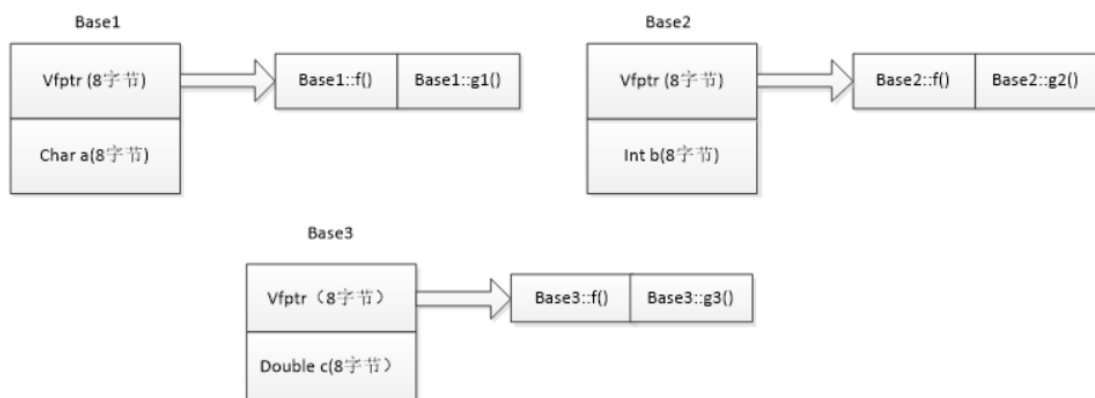 Base1
Base2
Vfptr (8字节)
Base1::f()
Base1::g1()
Vfptr (8字节)
Base2::f()
Base2::g2()
Char a(8字节)
Int b(8字节)
Base3
Vfptr（8字节）
Base3::f()
Base3::g3()
Double c(8字节）